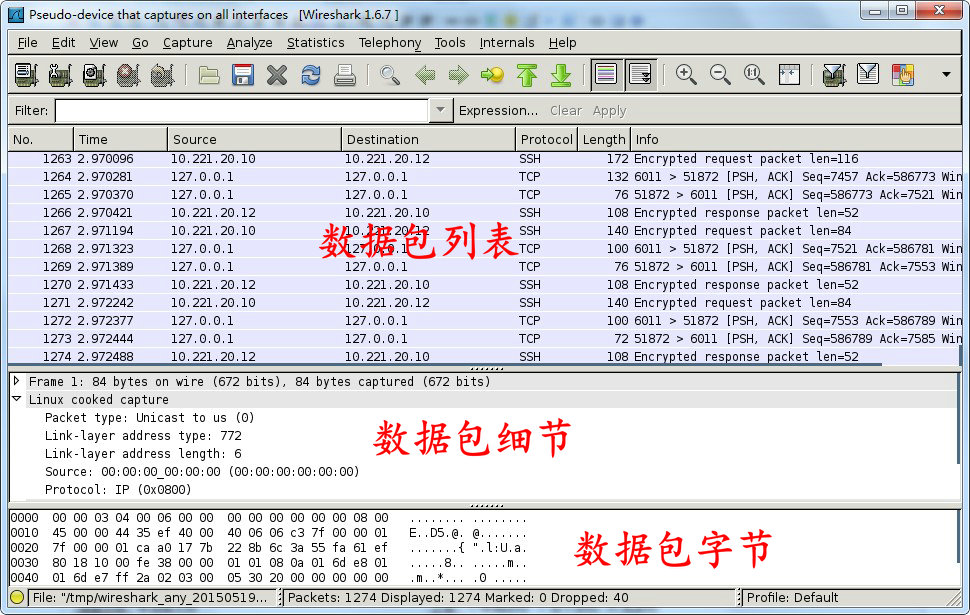 Pseudo-device that captures on all interfaces [Wireshark 1.6.7 ]
File Edit View Go Capture Analyze Statistics Telephony Tools Internals Help
Filter: Expression... Clear Apply
No. Time Source Destination Protocol Length Info
1263 2.970096 10.221.20.10 10.221.20.12 SSH 172 Encrypted request packet len=116
1264 2.970281 127.0.0.1 127.0.0.1 TCP 132 6011 > 51872 [PSH, ACK] Seq=7457 Ack=586773 Win
1265 2.970370 127.0.0.1 127.0.0.1 TCP 76 51872 > 6011 [PSH, ACK] Seq=586773 Ack=7521 Win
1266 2.970421 10.221.20.12 10.221.20.10 SSH 108 Encrypted response packet len=52
1267 2.971194 10.221.20.10 10.221.20.12 SSH 140 Encrypted request packet len=84
数据包列表
1268 2.971323 127.0.0.1 127.0.0.1 TCP 100 6011 > 51872 [PSH, ACK] Seq=7521 Ack=586781 Win
1269 2.971389 127.0.0.1 127.0.0.1 TCP 76 51872 > 6011 [PSH, ACK] Seq=586781 Ack=7553 Win
1270 2.971433 10.221.20.12 10.221.20.10 SSH 108 Encrypted response packet len=52
1271 2.972242 10.221.20.10 10.221.20.12 SSH 140 Encrypted request packet len=84
1272 2.972377 127.0.0.1 127.0.0.1 TCP 100 6011 > 51872 [PSH, ACK] Seq=7553 Ack=586789 Win
1273 2.972444 127.0.0.1 127.0.0.1 TCP 72 51872 > 6011 [PSH, ACK] Seq=586789 Ack=7585 Win
1274 2.972488 10.221.20.12 10.221.20.10 SSH 108 Encrypted response packet len=52
Frame 1: 84 bytes on wire (672 bits), 84 bytes captured (672 bits)
Linux cooked capture
Packet type: Unicast to us (0)
Link-layer address type: 772
数据包细节
Link-layer address length: 6
Source: 00:00:00_00:00:00 (00:00:00:00:00:00)
Protocol: IP (0x0800)
0000 00 00 03 04 00 06 00 00 00 00 00 00 00 00 08 00 ........ ........
0010 45 00 00 44 35 ef 40 00 40 06 06 c3 7f 00 00 01 E..D5.@. @.......
0020 7f 00 00 01 ca a0 17 7b 22 8b 6c 3a 55 fa 61 ef .......{ ".l:U.a.
数据包字节
0030 80 18 10 00 fe 38 00 00 01 01 08 0a 01 6d e8 01 .....8.. .....m..
0040 01 6d e7 ff 2a 02 03 00 05 30 20 00 00 00 00 00 .m..*... .0 .....
File: "/tmp/wireshark_any_20150519... Packets: 1274 Displayed: 1274 Marked: 0 Dropped: 40 Profile: Default